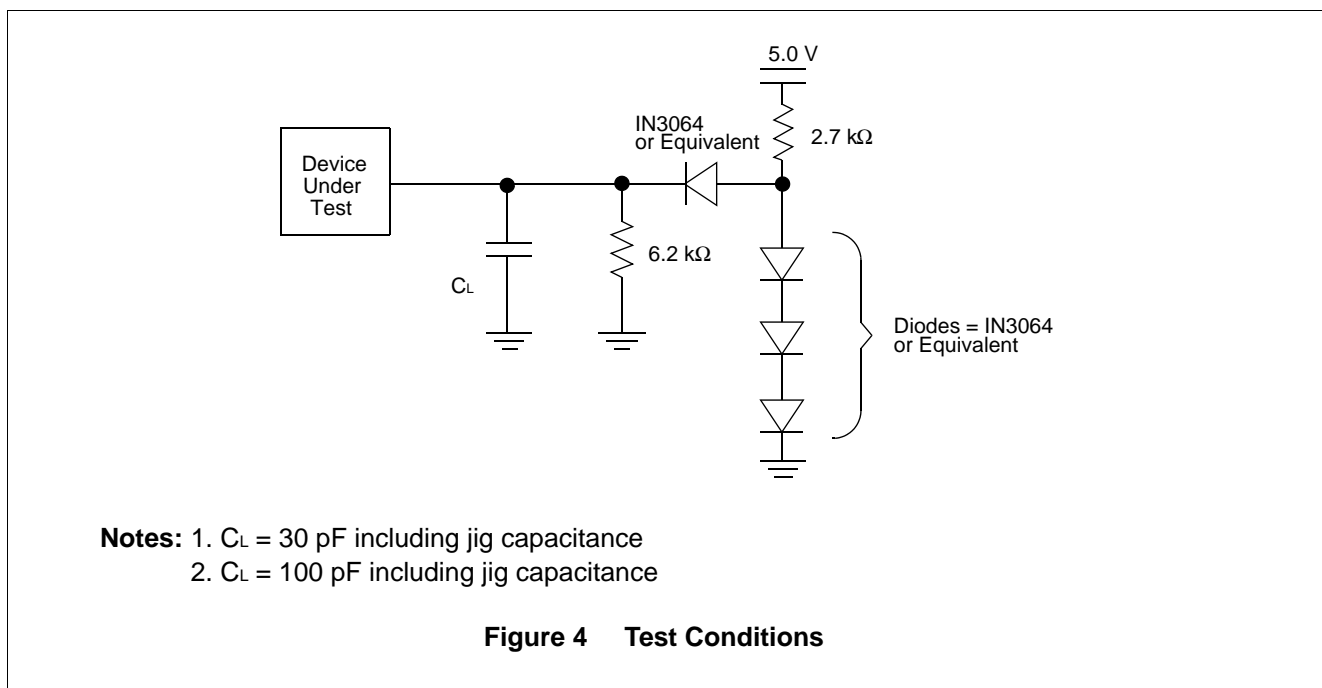 5.0 V
IN3064
or Equivalent
2.7 kΩ
Device
Under
Test
6.2 kΩ
CL
Diodes = IN3064
or Equivalent
Notes: 1. CL = 30 pF including jig capacitance
2. CL = 100 pF including jig capacitance
Figure 4 Test Conditions